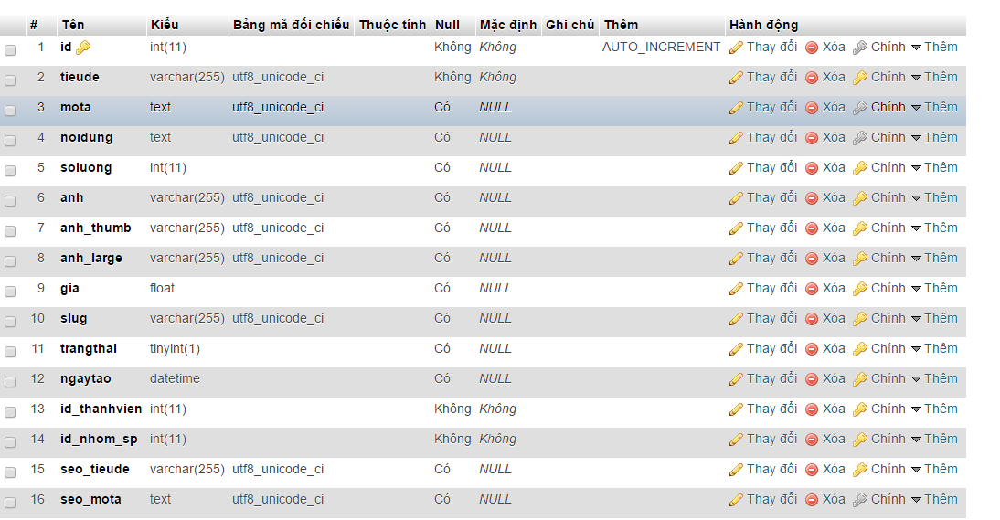 # Tên Kiểu Bảng mã đối chiếu Thuộc tính Null Mặc định Ghi chú Thêm Hành động
1 id int(11) Không Không AUTO_INCREMENT Thay đổi Xóa Chính Thêm
2 tieude varchar(255) utf8_unicode_ci Không Không Thay đổi Xóa Chính Thêm
3 mota text utf8_unicode_ci Có NULL Thay đổi Xóa Chính Thêm
4 noidung text utf8_unicode_ci Có NULL Thay đổi Xóa Chính Thêm
5 soluong int(11) Có NULL Thay đổi Xóa Chính Thêm
6 anh varchar(255) utf8_unicode_ci Có NULL Thay đổi Xóa Chính Thêm
7 anh_thumb varchar(255) utf8_unicode_ci Có NULL Thay đổi Xóa Chính Thêm
8 anh_large varchar(255) utf8_unicode_ci Có NULL Thay đổi Xóa Chính Thêm
9 gia float Có NULL Thay đổi Xóa Chính Thêm
10 slug varchar(255) utf8_unicode_ci Có NULL Thay đổi Xóa Chính Thêm
11 trangthai tinyint(1) Có NULL Thay đổi Xóa Chính Thêm
12 ngaytao datetime Có NULL Thay đổi Xóa Chính Thêm
13 id_thanhvien int(11) Không Không Thay đổi Xóa Chính Thêm
14 id_nhom_sp int(11) Không Không Thay đổi Xóa Chính Thêm
15 seo_tieude varchar(255) utf8_unicode_ci Có NULL Thay đổi Xóa Chính Thêm
16 seo_mota text utf8_unicode_ci Có NULL Thay đổi Xóa Chính Thêm